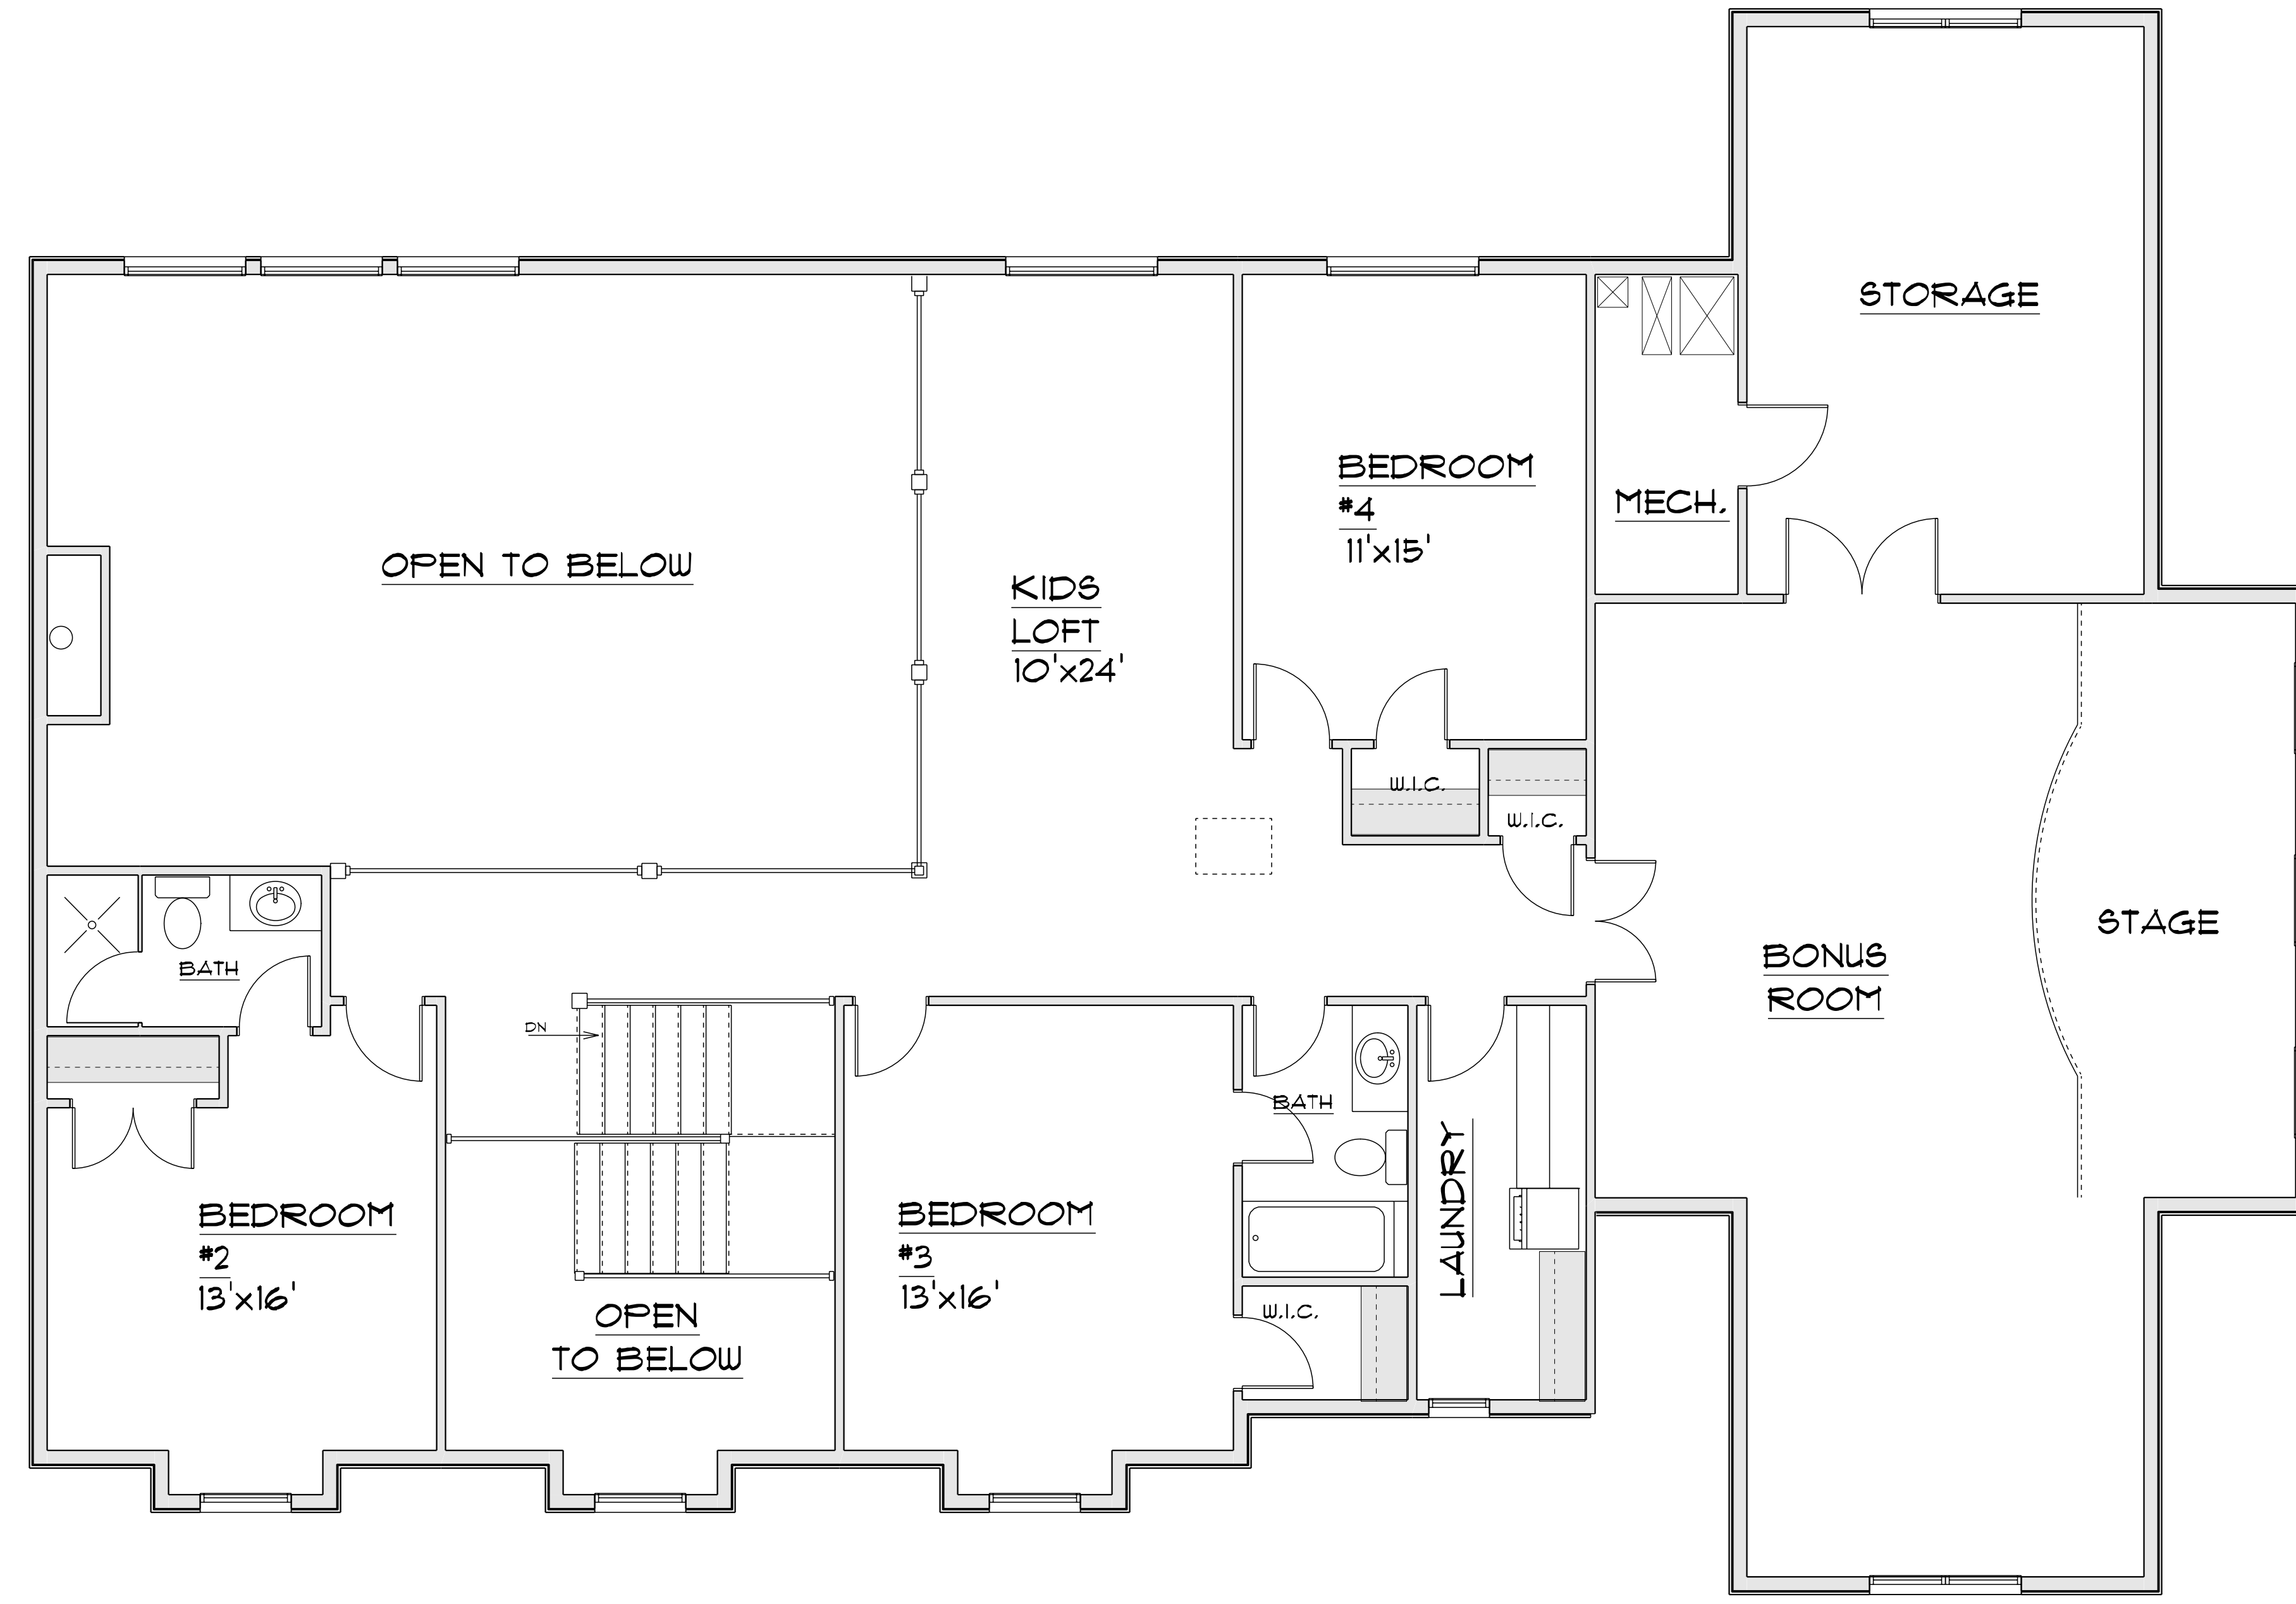 STORAGE
BEDROOM
#4
11'x15'
MECH.
OPEN TO BELOW
KIDS
LOFT
10'x24'
W.I.C.
W.I.C.
STAGE
BONUS
ROOM
BATH
DN
BATH
LAUNDRY
BEDROOM
#2
13'x16'
BEDROOM
#3
13'x16'
OPEN
TO BELOW
W.I.C.